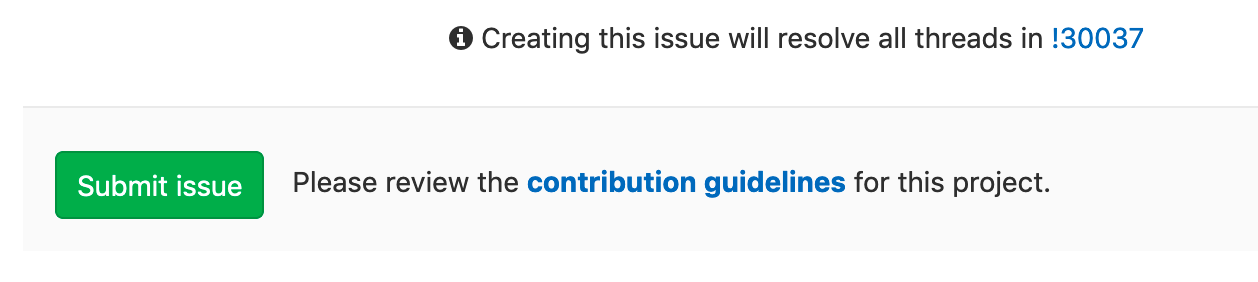 Creating this issue will resolve all threads in !30037
Submit issue
Please review the contribution guidelines for this project.